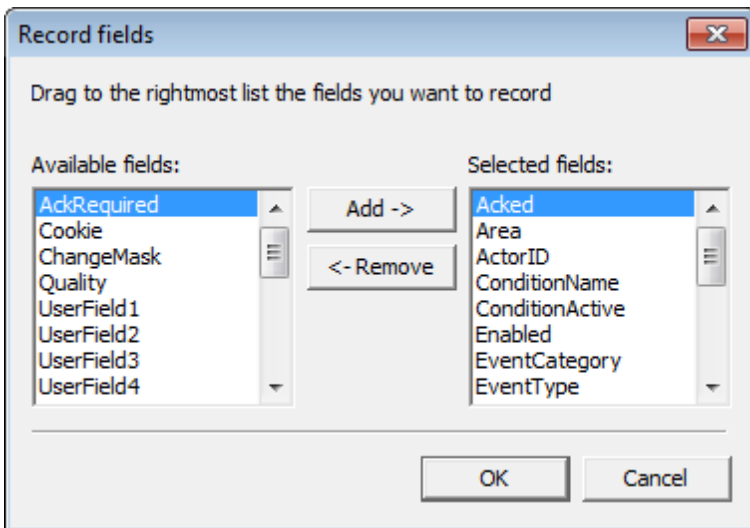 Record fields
Drag to the rightmost list the fields you want to record
Available fields:
AckRequired
Cookie
ChangeMask
Quality
UserField1
UserField2
UserField3
UserField4
Add ->
<- Remove
Selected fields:
Acked
Area
ActorID
ConditionName
ConditionActive
Enabled
EventCategory
EventType
OK
Cancel